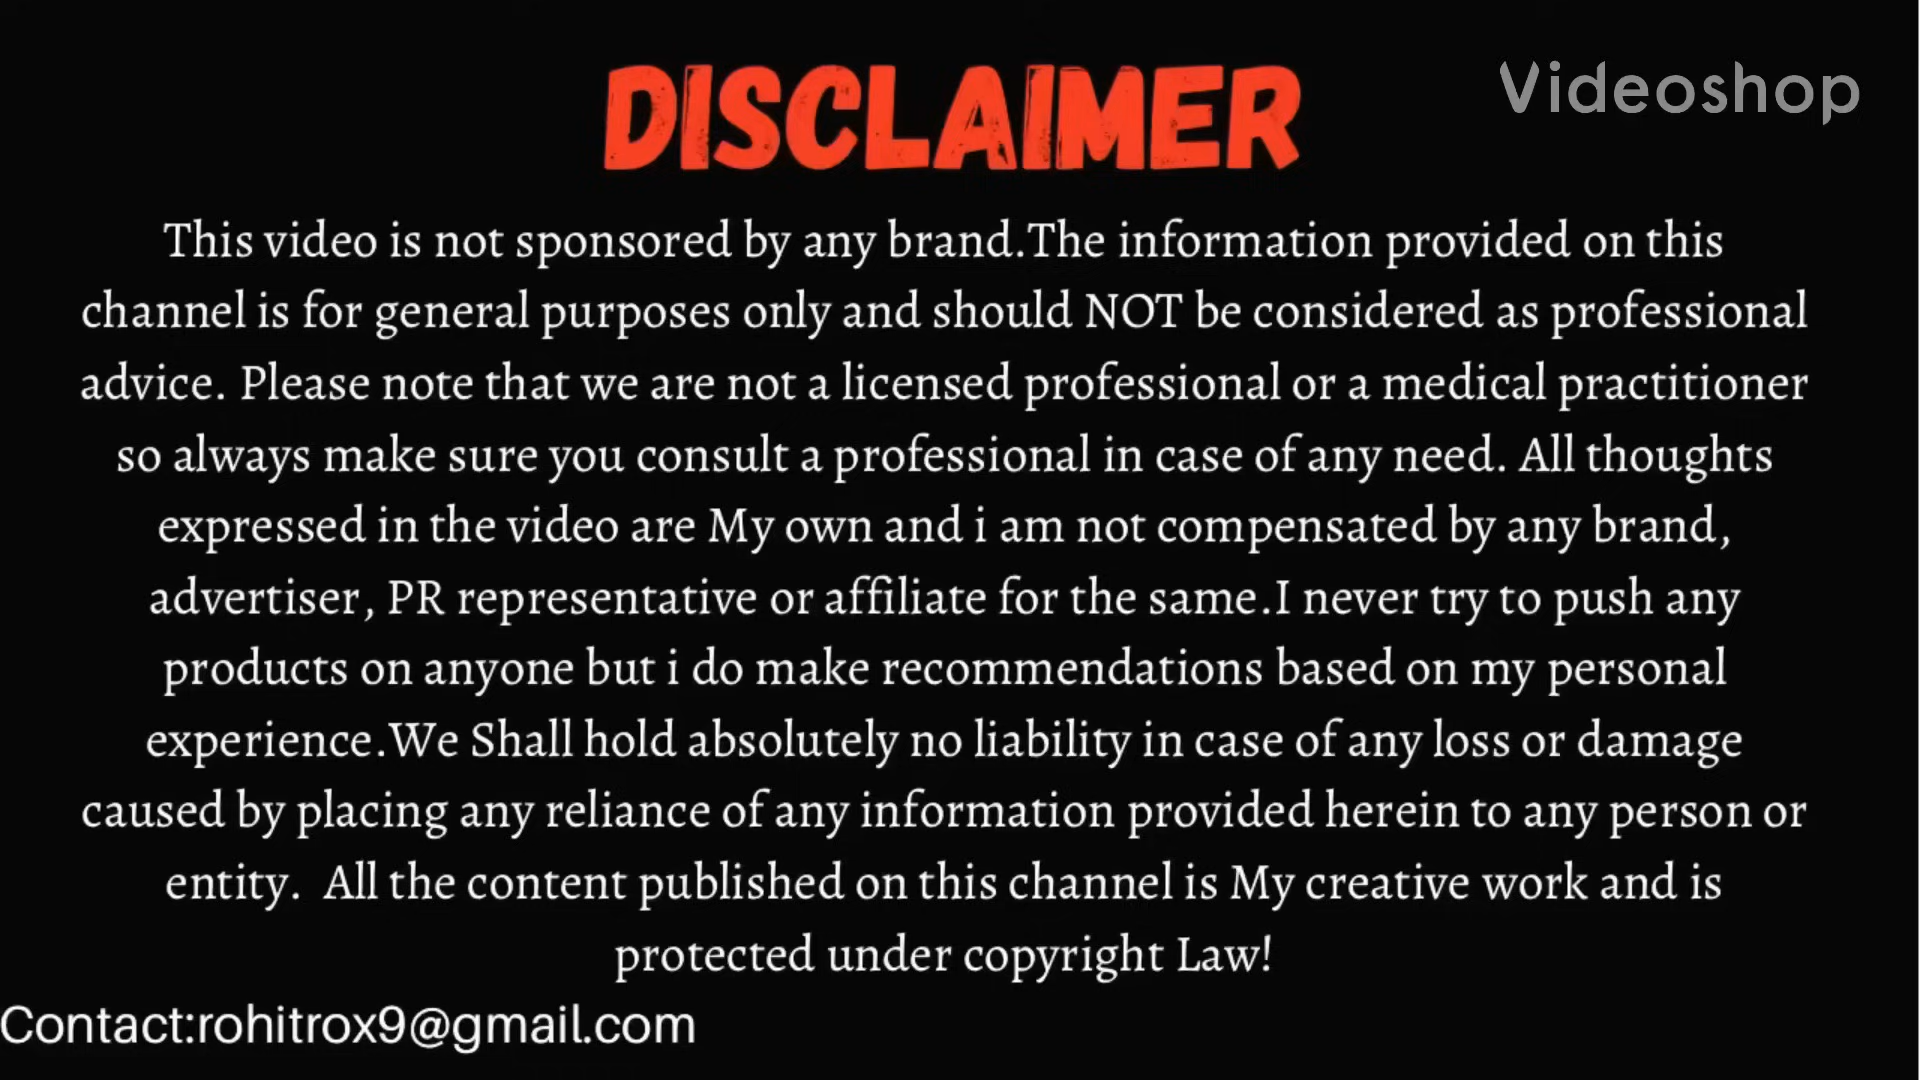 DISCLAIMER
Videoshop
This video is not sponsored by any brand.The information provided on this
channel is for general purposes only and should NOT be considered as professional
advice. Please note that we are not a licensed professional or a medical practitioner
so always make sure you consult a professional in case of any need. All thoughts
expressed in the video are My own and i am not compensated by any brand,
advertiser, PR representative or affiliate for the same.I never try to push any
products on anyone but i do make recommendations based on my personal
experience.We Shall hold absolutely no liability in case of any loss or damage
caused by placing any reliance of any information provided herein to any person or
entity.  All the content published on this channel is My creative work and is
protected under copyright Law!
Contact:rohitrox9@gmail.com